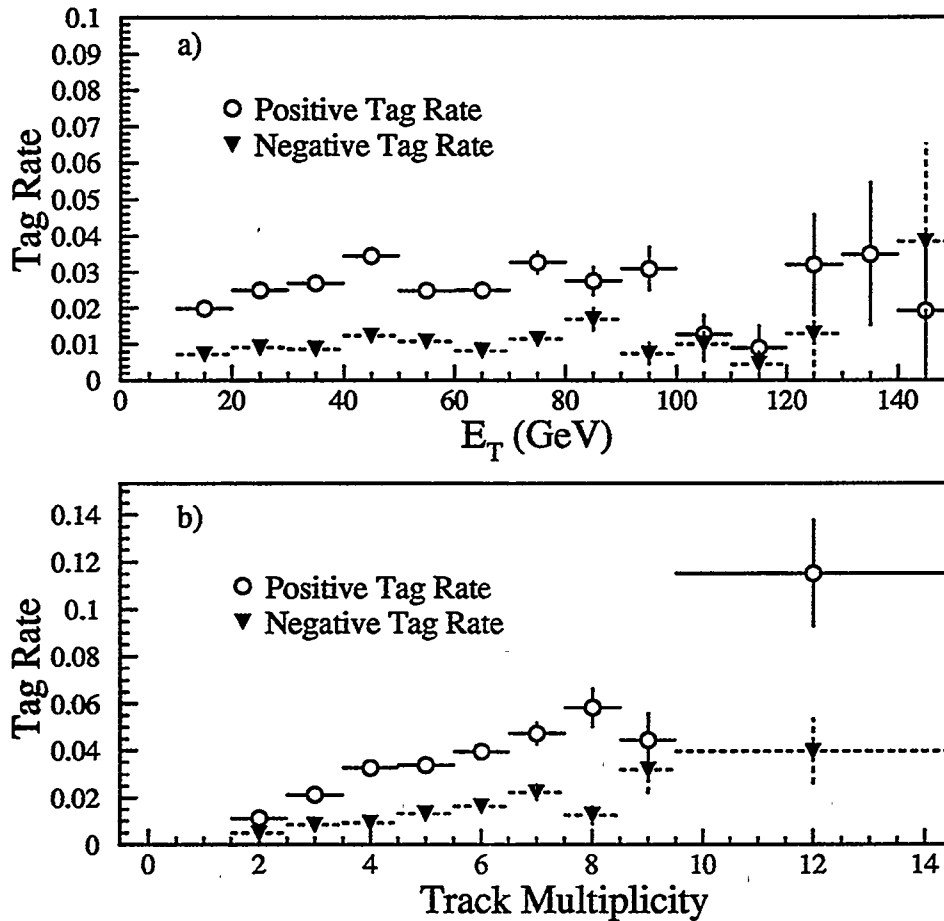 0.1
0.09
0.08
0.07
0.06
0.05
0.04
0.03
0.02
0.01
0
Tag Rate
a)
Positive Tag Rate
Negative Tag Rate
0 20 40 60 80 100 120 140
E_T (GeV)
0.14
0.12
0.1
0.08
0.06
0.04
0.02
0
Tag Rate
b)
Positive Tag Rate
Negative Tag Rate
0 2 4 6 8 10 12 14
Track Multiplicity